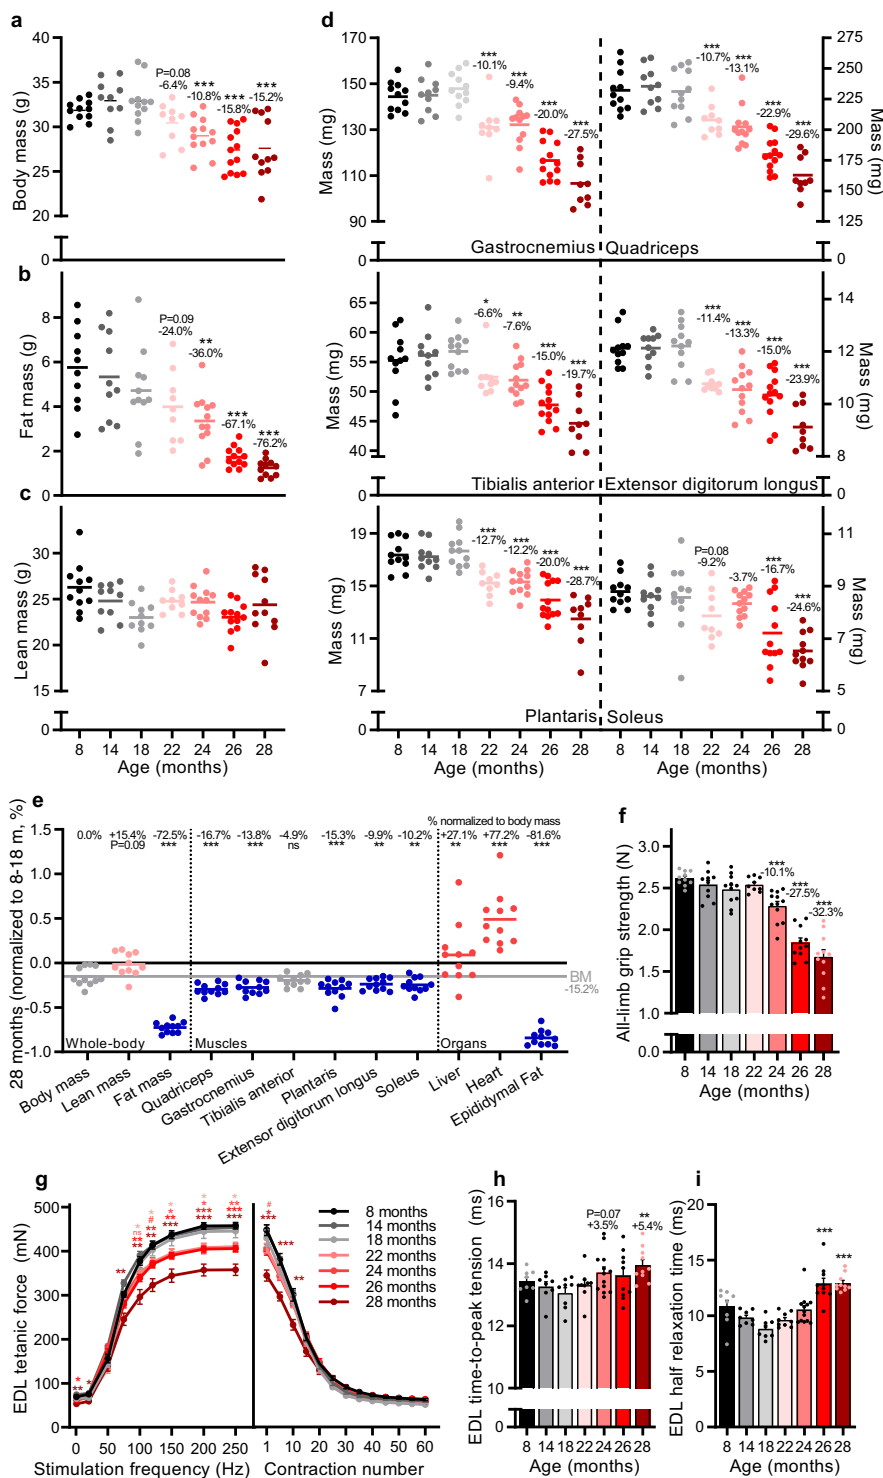 a
Body mass (g)
40
35
30
25
20
0
P=0.08
-6.4%
***
-10.8%
***
-15.8%
***
-15.2%
b
Fat mass (g)
8
6
4
2
0
P=0.09
-24.0%
**
-36.0%
***
-67.1%
***
-76.2%
c
Lean mass (g)
30
25
20
15
0
8 14 18 22 24 26 28
Age (months)
d
Mass (mg)
170
150
130
110
90
0
***
-10.1%
***
-9.4%
***
-20.0%
***
-27.5%
Gastrocnemius
***
-10.7%
***
-13.1%
***
-22.9%
***
-29.6%
Quadriceps
275
250
225
200
175
150
125
0
Mass (mg)
Mass (mg)
65
60
55
50
45
40
0
*
-6.6%
**
-7.6%
***
-15.0%
***
-19.7%
Tibialis anterior
***
-11.4%
***
-13.3%
***
-15.0%
***
-23.9%
Extensor digitorum longus
14
12
10
8
0
Mass (mg)
Mass (mg)
19
15
11
7
0
***
-12.7%
***
-12.2%
***
-20.0%
***
-28.7%
Plantaris
P=0.08
-9.2%
-3.7%
***
-16.7%
***
-24.6%
Soleus
11
9
7
5
0
Mass (mg)
8 14 18 22 24 26 28 8 14 18 22 24 26 28
Age (months) Age (months)
e
28 months (normalized to 8-18 m, %)
1.5
1.0
0.5
0.0
-0.5
-1.0
% normalized to body mass
0.0% +15.4% -72.5% -16.7% -13.8% -4.9% -15.3% -9.9% -10.2% +27.1% +77.2% -81.6%
P=0.09 *** *** *** ns *** ** ** ** *** ***
BM
-15.2%
Whole-body Muscles Organs
Body mass
Lean mass
Fat mass
Quadriceps
Gastrocnemius
Tibialis anterior
Plantaris
Extensor digitorum longus
Soleus
Liver
Heart
Epididymal Fat
f
All-limb grip strength (N)
3.0
2.5
2.0
1.5
1.0
0.0
***
-10.1%
***
-27.5%
***
-32.3%
8 14 18 22 24 26 28
Age (months)
g
EDL tetanic force (mN)
500
400
300
200
100
0
8 months
14 months
18 months
22 months
24 months
26 months
28 months
0 50 100 150 200 250
Stimulation frequency (Hz)
1 10 20 30 40 50 60
Contraction number
h
EDL time-to-peak tension (ms)
16
14
12
10
0
P=0.07
+3.5%
**
+5.4%
8 14 18 22 24 26 28
Age (months)
i
EDL half relaxation time (ms)
20
15
10
5
0
***
***
8 14 18 22 24 26 28
Age (months)